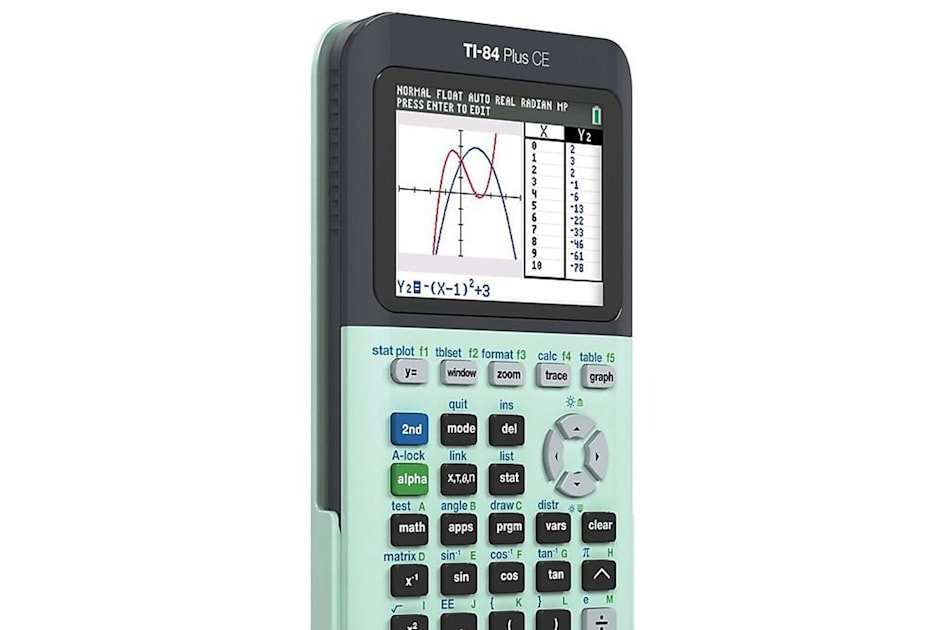 TI-84 Plus CE
NORMAL FLOAT AUTO REAL RADIAN MP
PRESS ENTER TO EDIT
X Y₂
0 2
1 3
2 2
3 -1
4 -6
5 -13
6 -22
7 -33
8 -46
9 -61
10 -78
Y₂=-(X-1)²+3
stat plot f1 tblset f2 format f3 calc f4 table f5
y= window zoom trace graph
quit ins
2nd mode del
A-lock link list
alpha X,T,θ,n stat
test A angle B draw C distr
math apps prgm vars clear
matrix D sin⁻¹ E cos⁻¹ F tan⁻¹ G π H
x⁻¹ sin cos tan ^
√ I EE J { K } L e M
x² , ( ) ÷